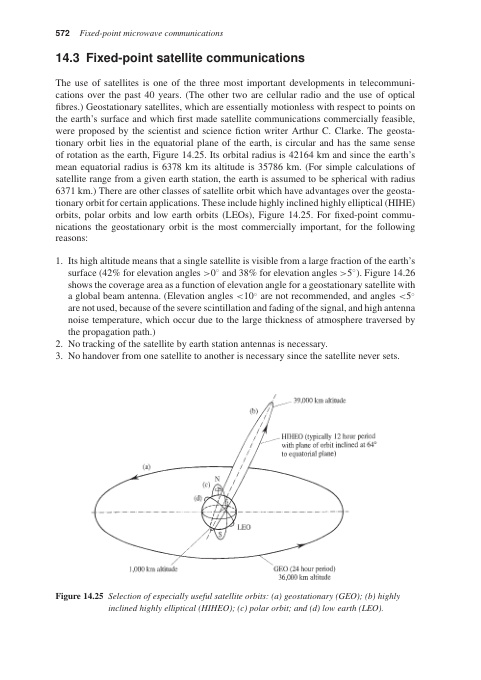 572 Fixed-point microwave communications
14.3 Fixed-point satellite communications
The use of satellites is one of the three most important developments in telecommuni-
cations over the past 40 years. (The other two are cellular radio and the use of optical
fibres.) Geostationary satellites, which are essentially motionless with respect to points on
the earth's surface and which first made satellite communications commercially feasible,
were proposed by the scientist and science fiction writer Arthur C. Clarke. The geosta-
tionary orbit lies in the equatorial plane of the earth, is circular and has the same sense
of rotation as the earth, Figure 14.25. Its orbital radius is 42164 km and since the earth's
mean equatorial radius is 6378 km its altitude is 35786 km. (For simple calculations of
satellite range from a given earth station, the earth is assumed to be spherical with radius
6371 km.) There are other classes of satellite orbit which have advantages over the geosta-
tionary orbit for certain applications. These include highly inclined highly elliptical (HIHE)
orbits, polar orbits and low earth orbits (LEOs), Figure 14.25. For fixed-point commu-
nications the geostationary orbit is the most commercially important, for the following
reasons:
1. Its high altitude means that a single satellite is visible from a large fraction of the earth's
surface (42% for elevation angles >0° and 38% for elevation angles >5°). Figure 14.26
shows the coverage area as a function of elevation angle for a geostationary satellite with
a global beam antenna. (Elevation angles <10° are not recommended, and angles <5°
are not used, because of the severe scintillation and fading of the signal, and high antenna
noise temperature, which occur due to the large thickness of atmosphere traversed by
the propagation path.)
2. No tracking of the satellite by earth station antennas is necessary.
3. No handover from one satellite to another is necessary since the satellite never sets.
39,000 km altitude
(b)
HIHEO (typically 12 hour period
with plane of orbit inclined at 64°
to equatorial plane)
(a)
(c)
N
(d)
LEO
S
1,000 km altitude
GEO (24 hour period)
36,000 km altitude
Figure 14.25 Selection of especially useful satellite orbits: (a) geostationary (GEO); (b) highly
inclined highly elliptical (HIHEO); (c) polar orbit; and (d) low earth (LEO).